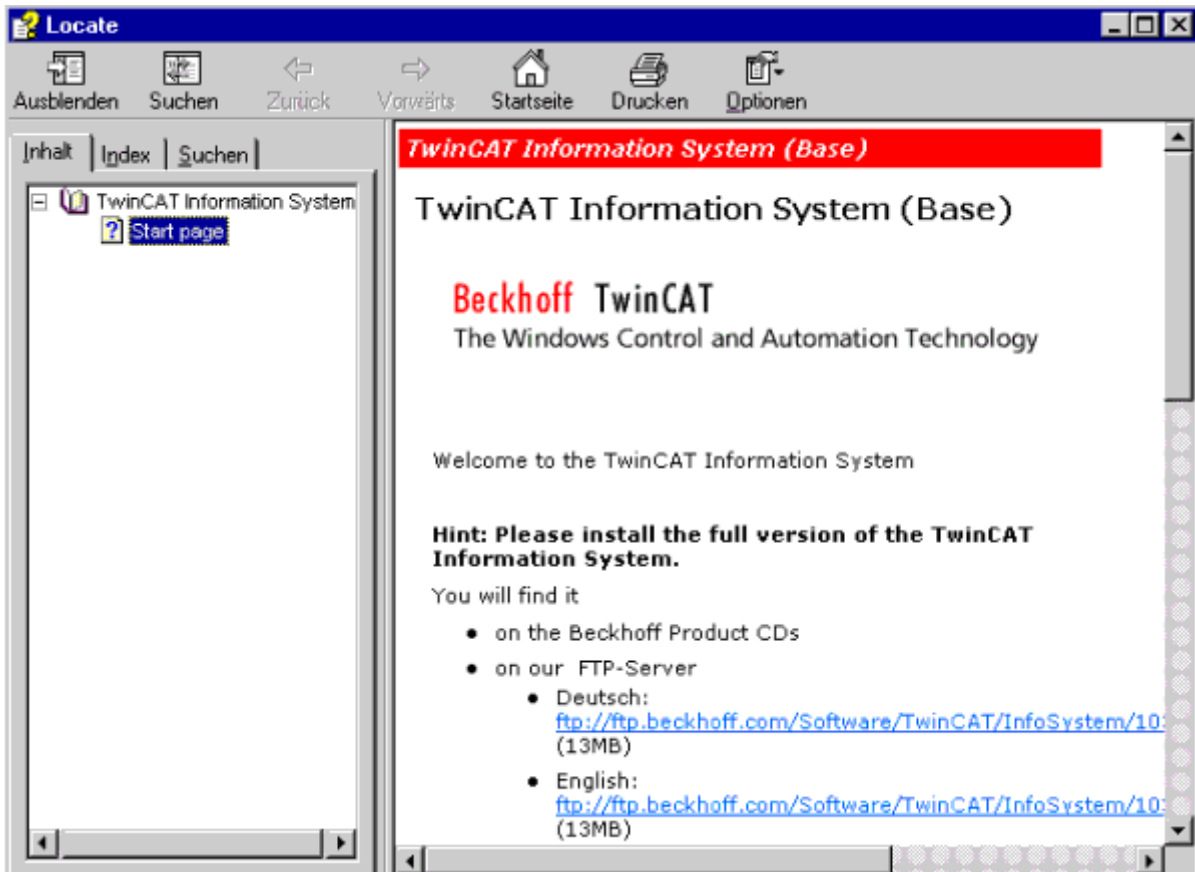 Locate
Ausblenden Suchen Zurück Vorwärts Startseite Drucken Optionen
Inhalt Index Suchen
TwinCAT Information System
Start page
TwinCAT Information System (Base)
TwinCAT Information System (Base)
Beckhoff TwinCAT
The Windows Control and Automation Technology
Welcome to the TwinCAT Information System
Hint: Please install the full version of the TwinCAT
Information System.
You will find it
on the Beckhoff Product CDs
on our FTP-Server
Deutsch:
ftp://ftp.beckhoff.com/Software/TwinCAT/InfoSystem/10
(13MB)
English:
ftp://ftp.beckhoff.com/Software/TwinCAT/InfoSystem/10
(13MB)